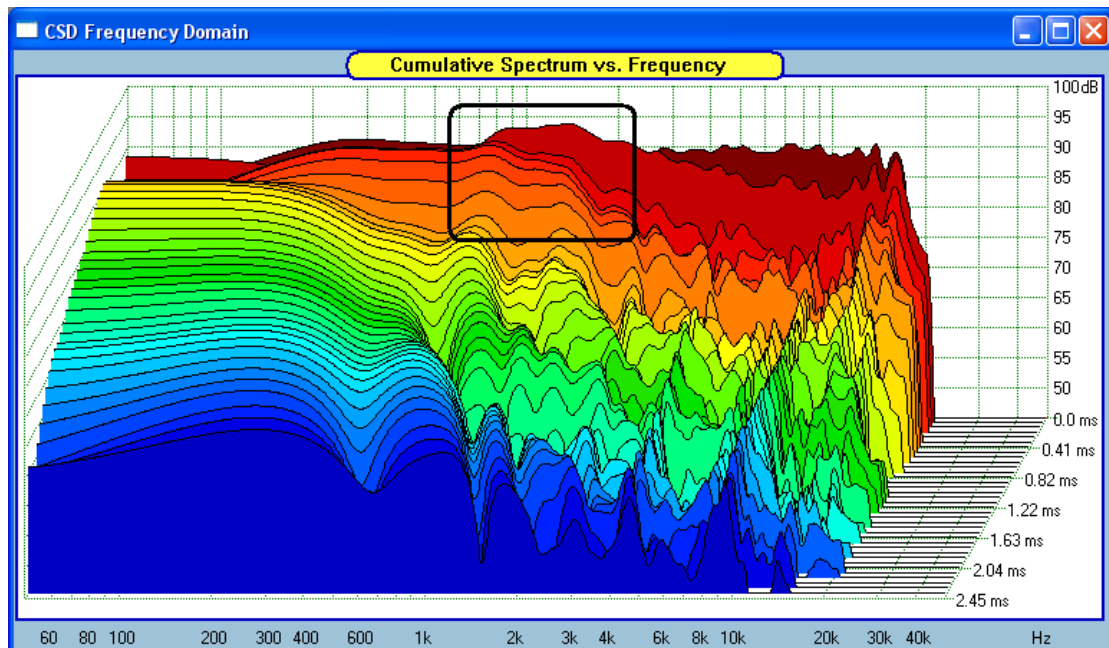 CSD Frequency Domain
Cumulative Spectrum vs. Frequency
100dB
95
90
85
80
75
70
65
60
55
50
0.0 ms
0.41 ms
0.82 ms
1.22 ms
1.63 ms
2.04 ms
2.45 ms
60 80 100 200 300 400 600 1k 2k 3k 4k 6k 8k 10k 20k 30k 40k Hz